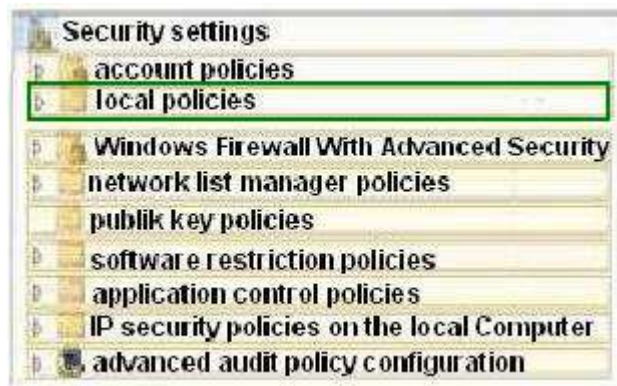 Security settings
account policies
local policies
Windows Firewall With Advanced Security
network list manager policies
publik key policies
software restriction policies
application control policies
IP security policies on the local Computer
advanced audit policy configuration